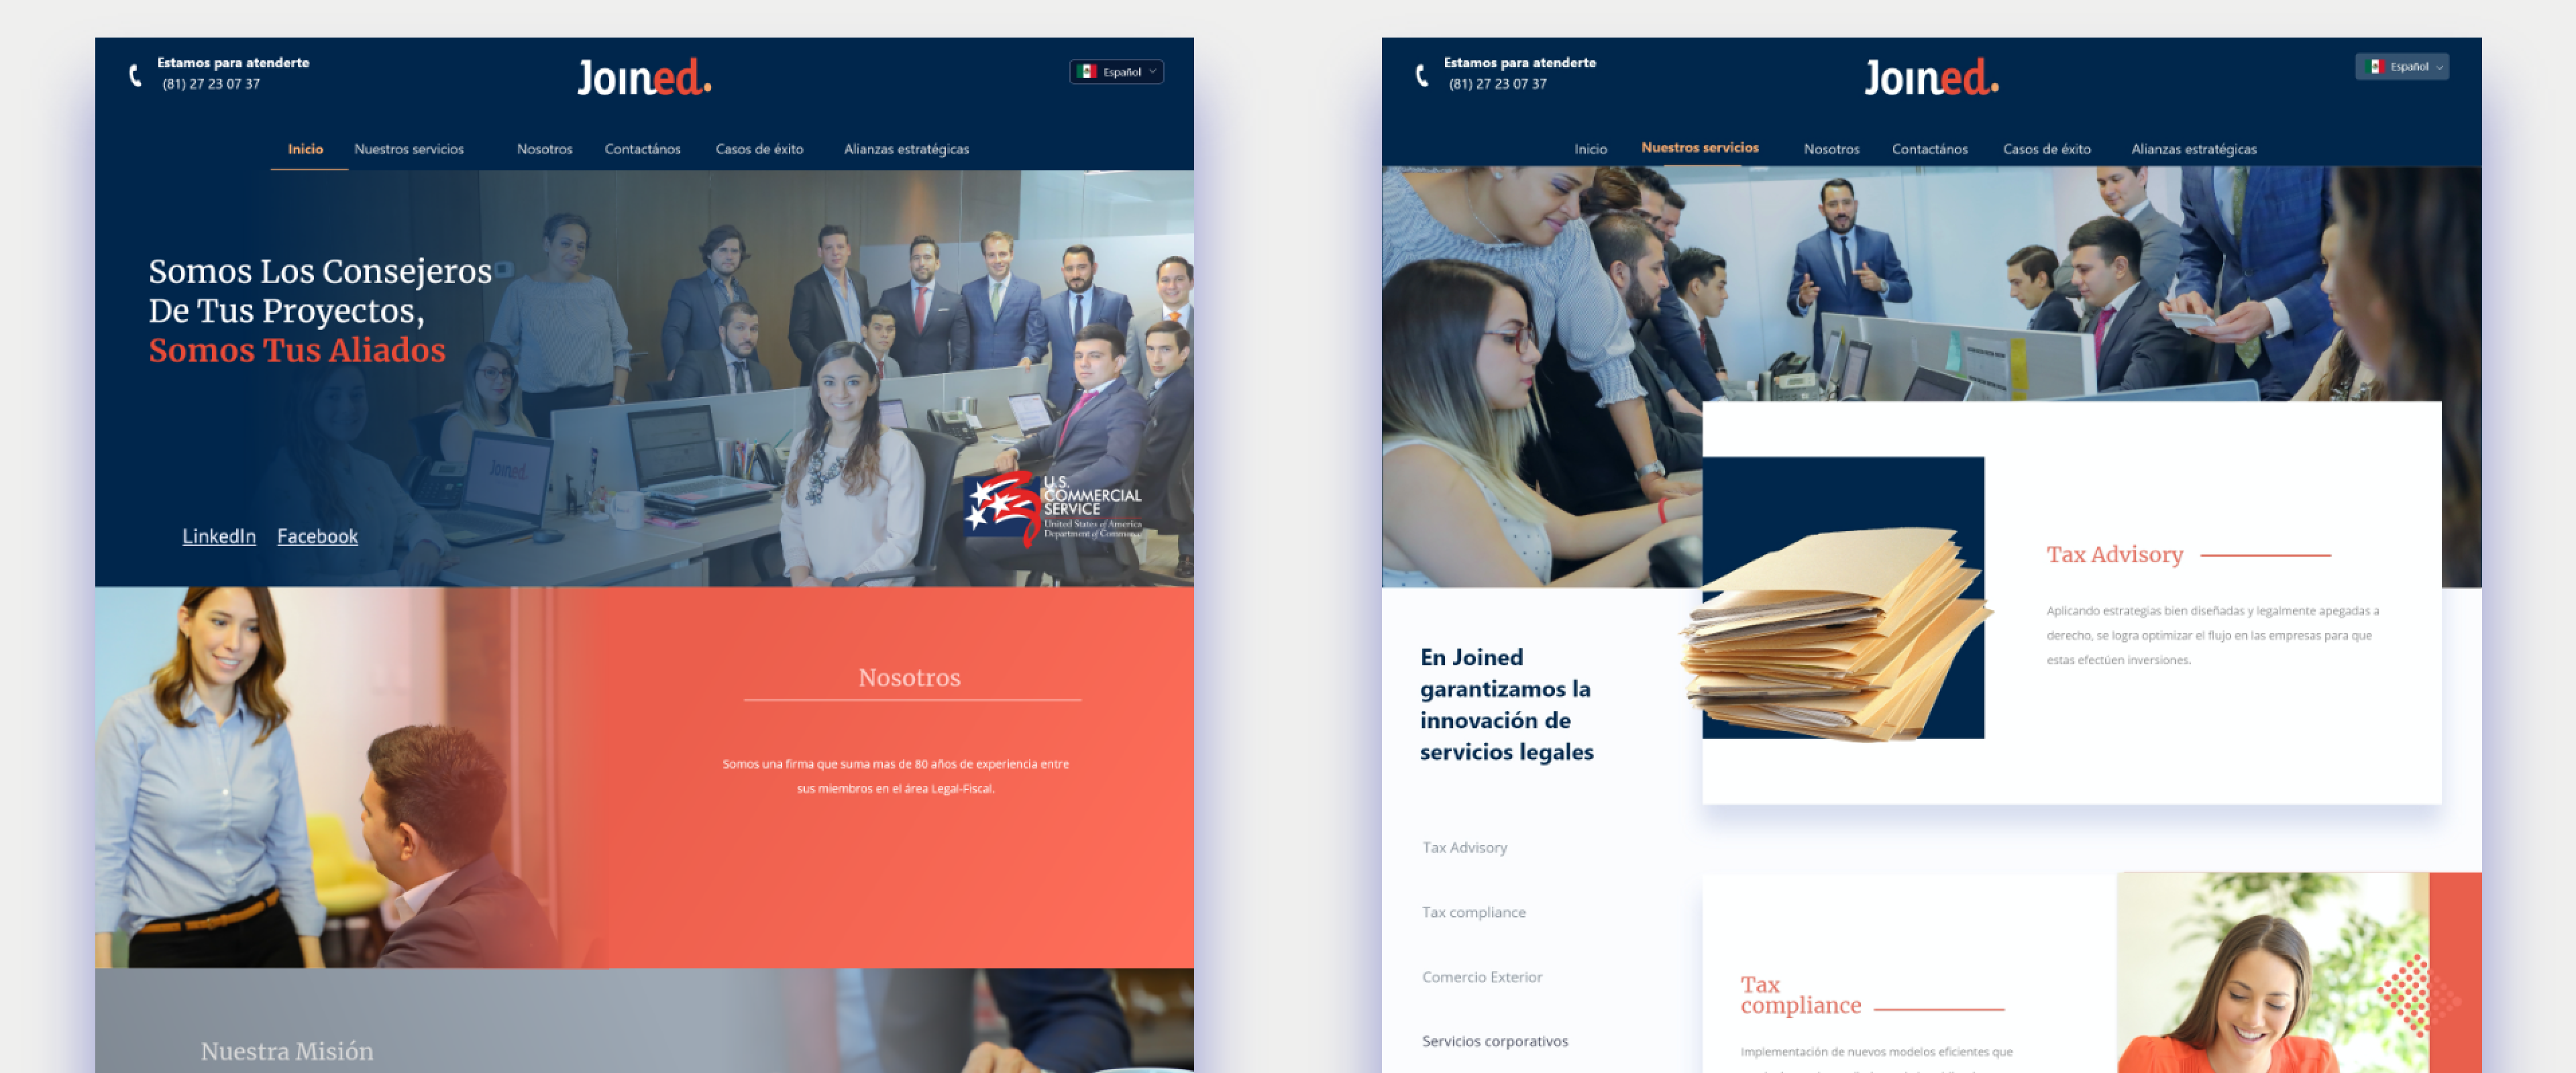 Estamos para atenderte
(81) 27 23 07 37
Joined.
Español
Inicio Nuestros servicios Nosotros Contactános Casos de éxito Alianzas estratégicas
Somos Los Consejeros
De Tus Proyectos,
Somos Tus Aliados
Joined.
LinkedIn Facebook
U.S.
COMMERCIAL
SERVICE
United States of America
Department of Commerce
Nosotros
Somos una firma que suma mas de 80 años de experiencia entre
sus miembros en el área Legal-Fiscal.
Nuestra Misión
Estamos para atenderte
(81) 27 23 07 37
Joined.
Español
Inicio Nuestros servicios Nosotros Contactános Casos de éxito Alianzas estratégicas
Tax Advisory
Aplicando estrategias bien diseñadas y legalmente apegadas a
derecho, se logra optimizar el flujo en las empresas para que
estas efectúen inversiones.
En Joined
garantizamos la
innovación de
servicios legales
Tax Advisory
Tax compliance
Comercio Exterior
Servicios corporativos
Tax
compliance
Implementación de nuevos modelos eficientes que